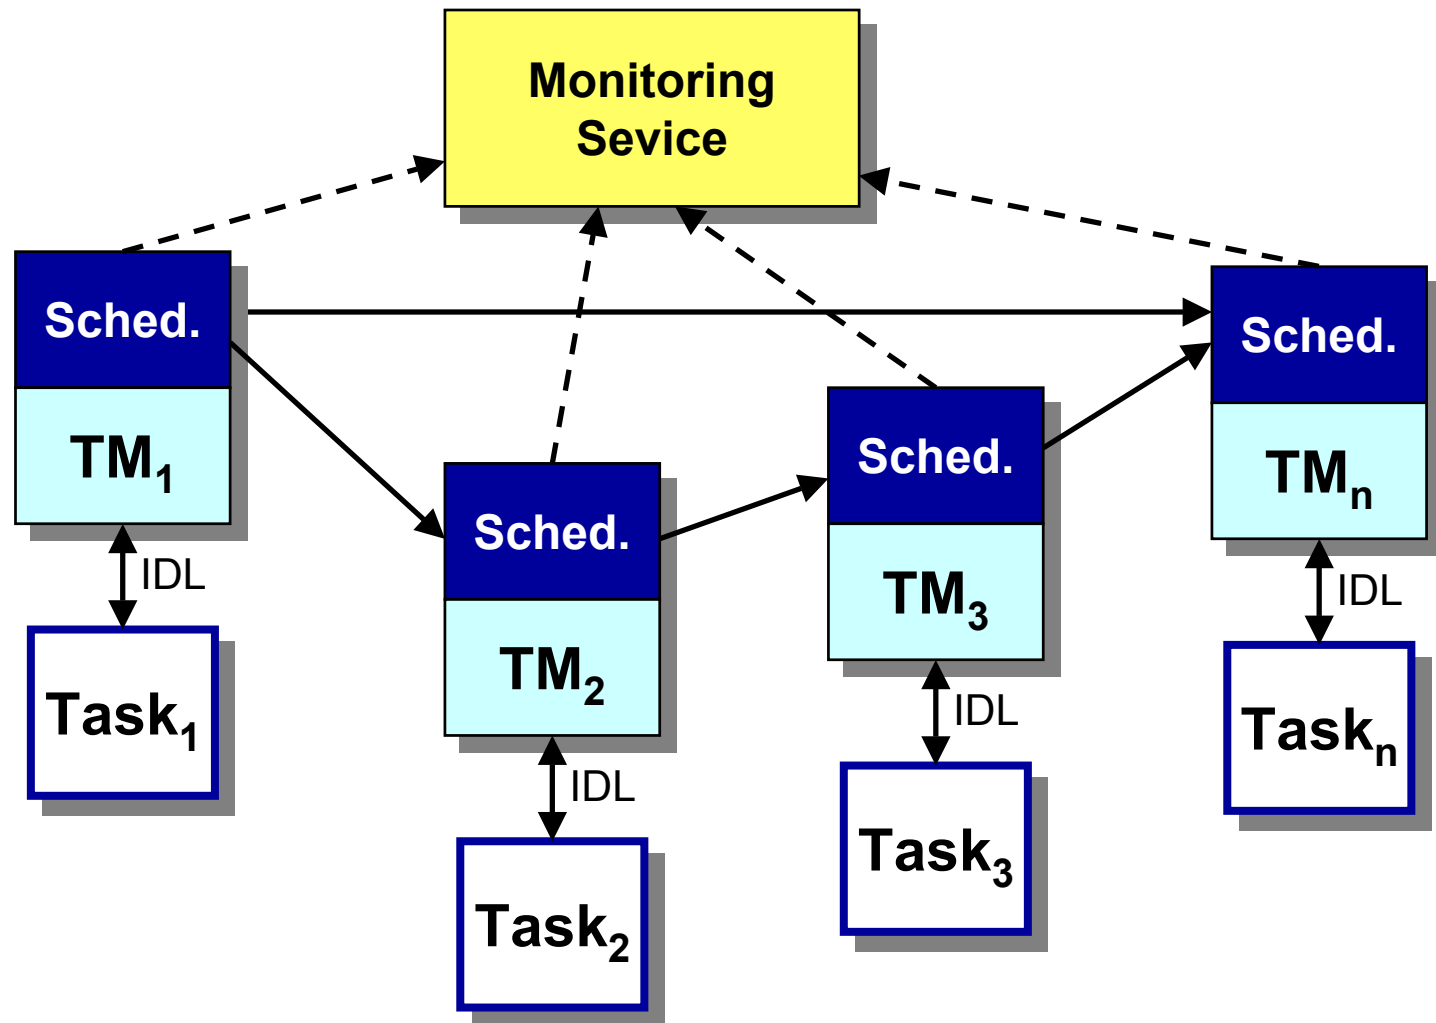 Monitoring
Sevice
Sched.
TM1
IDL
Task1
Sched.
TM2
IDL
Task2
Sched.
TM3
IDL
Task3
Sched.
TMn
IDL
Taskn